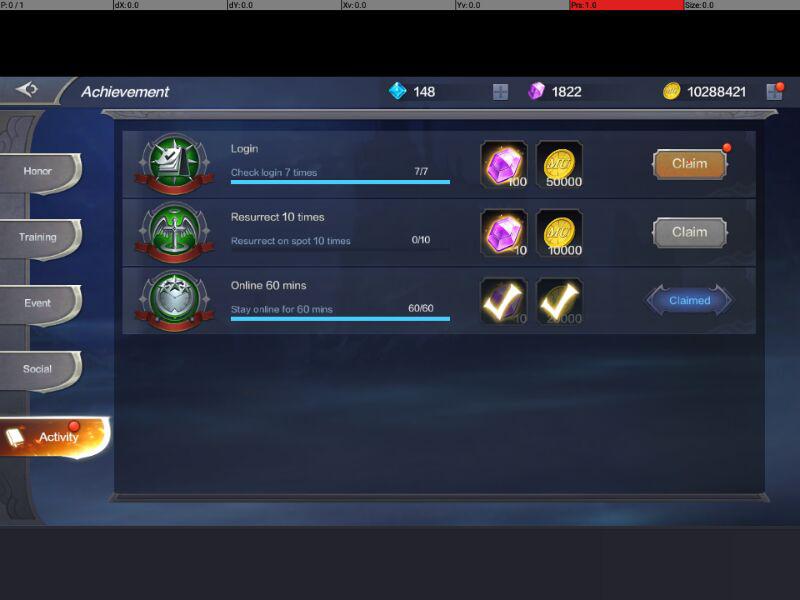 P: 0 / 1
dX: 0.0
dY: 0.0
Xv: 0.0
Yv: 0.0
Prs: 1.0
Size: 0.0
Achievement
148
1822
10288421
Honor
Training
Event
Social
Activity
Login
Check login 7 times
7/7
100
50000
Claim
Resurrect 10 times
Resurrect on spot 10 times
0/10
10
10000
Claim
Online 60 mins
Stay online for 60 mins
60/60
10
Claimed